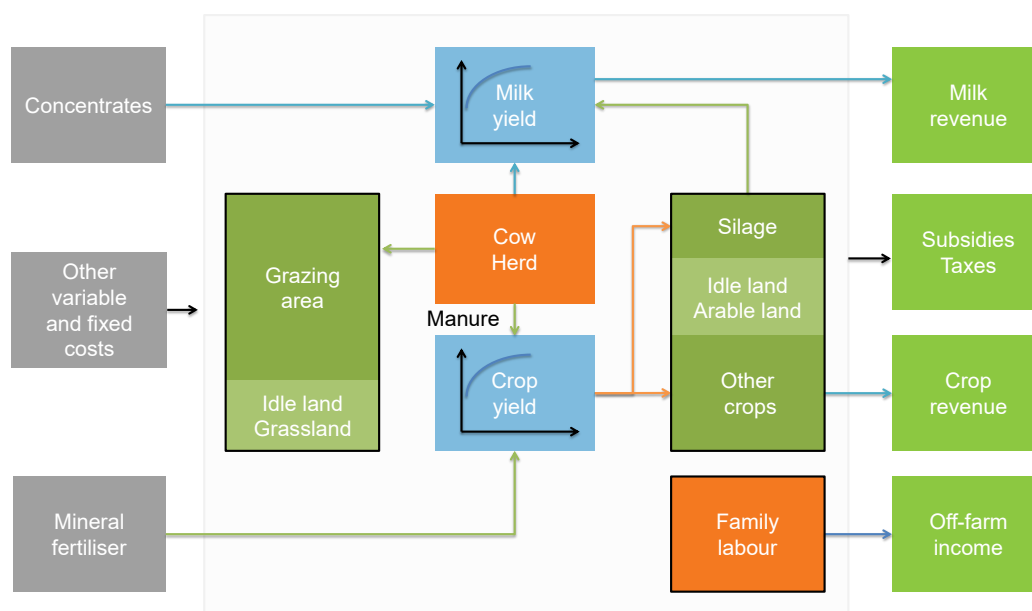 Concentrates
Milk
yield
Milk
revenue
Cow
Herd
Silage
Subsidies
Taxes
Other
variable
and fixed
costs
Grazing
area
Idle land
Arable land
Manure
Crop
yield
Other
crops
Crop
revenue
Idle land
Grassland
Mineral
fertiliser
Family
labour
Off-farm
income